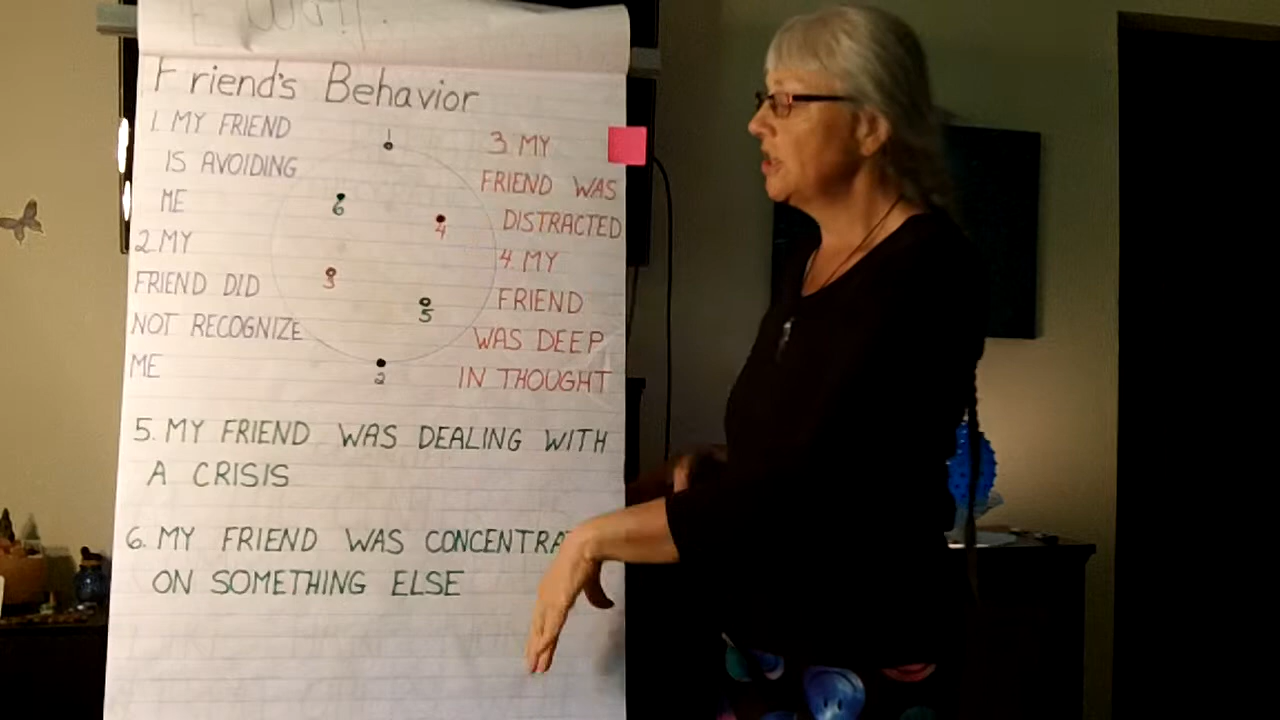 Friend's Behavior
1. MY FRIEND
IS AVOIDING
ME
2. MY
FRIEND DID
NOT RECOGNIZE
ME
1
6
4
3
5
2
3. MY
FRIEND WAS
DISTRACTED
4. MY
FRIEND
WAS DEEP
IN THOUGHT
5. MY FRIEND WAS DEALING WITH
A CRISIS
6. MY FRIEND WAS CONCENTRA
ON SOMETHING ELSE